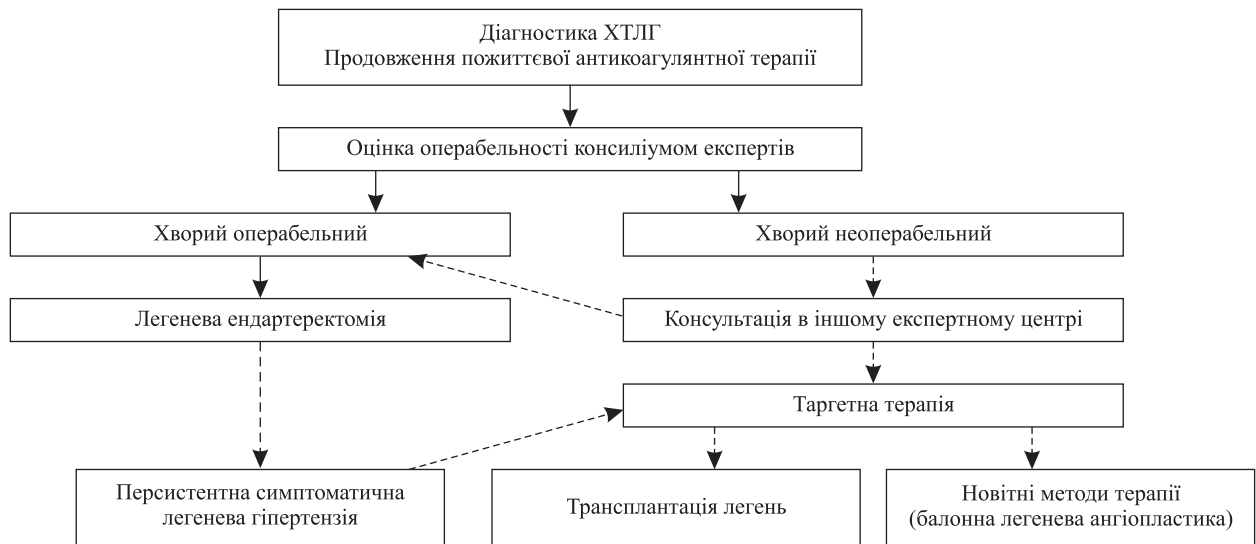 Діагностика ХТЛГ
Продовження пожиттєвої антикоагулянтної терапії
Оцінка операбельності консиліумом експертів
Хворий операбельний
Хворий неоперабельний
Легенева ендартеректомія
Консультація в іншому експертному центрі
Таргетна терапія
Персистентна симптоматична
легенева гіпертензія
Трансплантація легень
Новітні методи терапії
(балонна легенева ангіопластика)